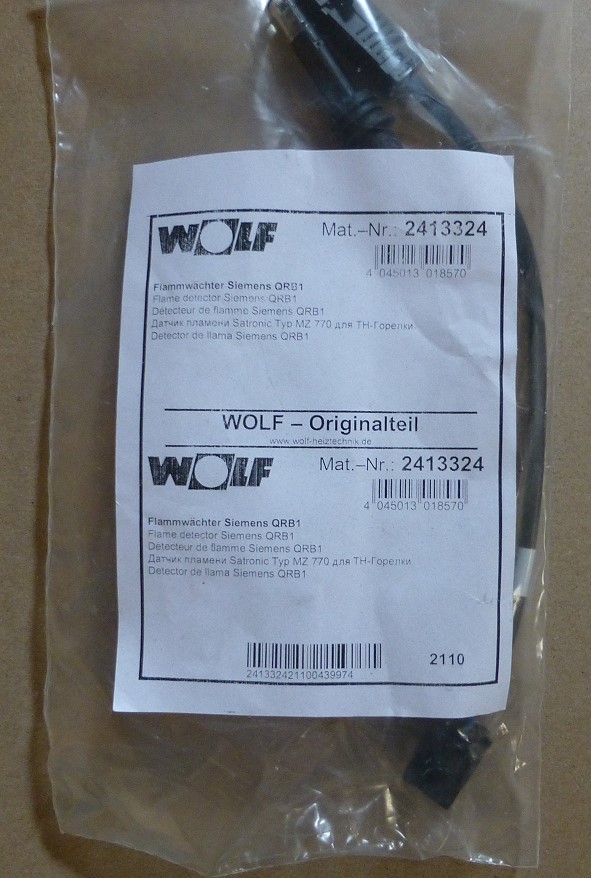 WOLF
Mat.–Nr.: 2413324
4 045013 018570
Flammwächter Siemens QRB1
Flame detector Siemens QRB1
Detecteur de flamme Siemens QRB1
Датчик пламени Satronic Typ MZ 770 для TH-Горелки
Detector de llama Siemens QRB1
WOLF – Originalteil
www.wolf-heiztechnik.de
WOLF
Mat.–Nr.: 2413324
4 045013 018570
Flammwächter Siemens QRB1
Flame detector Siemens QRB1
Detecteur de flamme Siemens QRB1
Датчик пламени Satronic Typ MZ 770 для TH-Горелки
Detector de llama Siemens QRB1
2110
241332421100439974